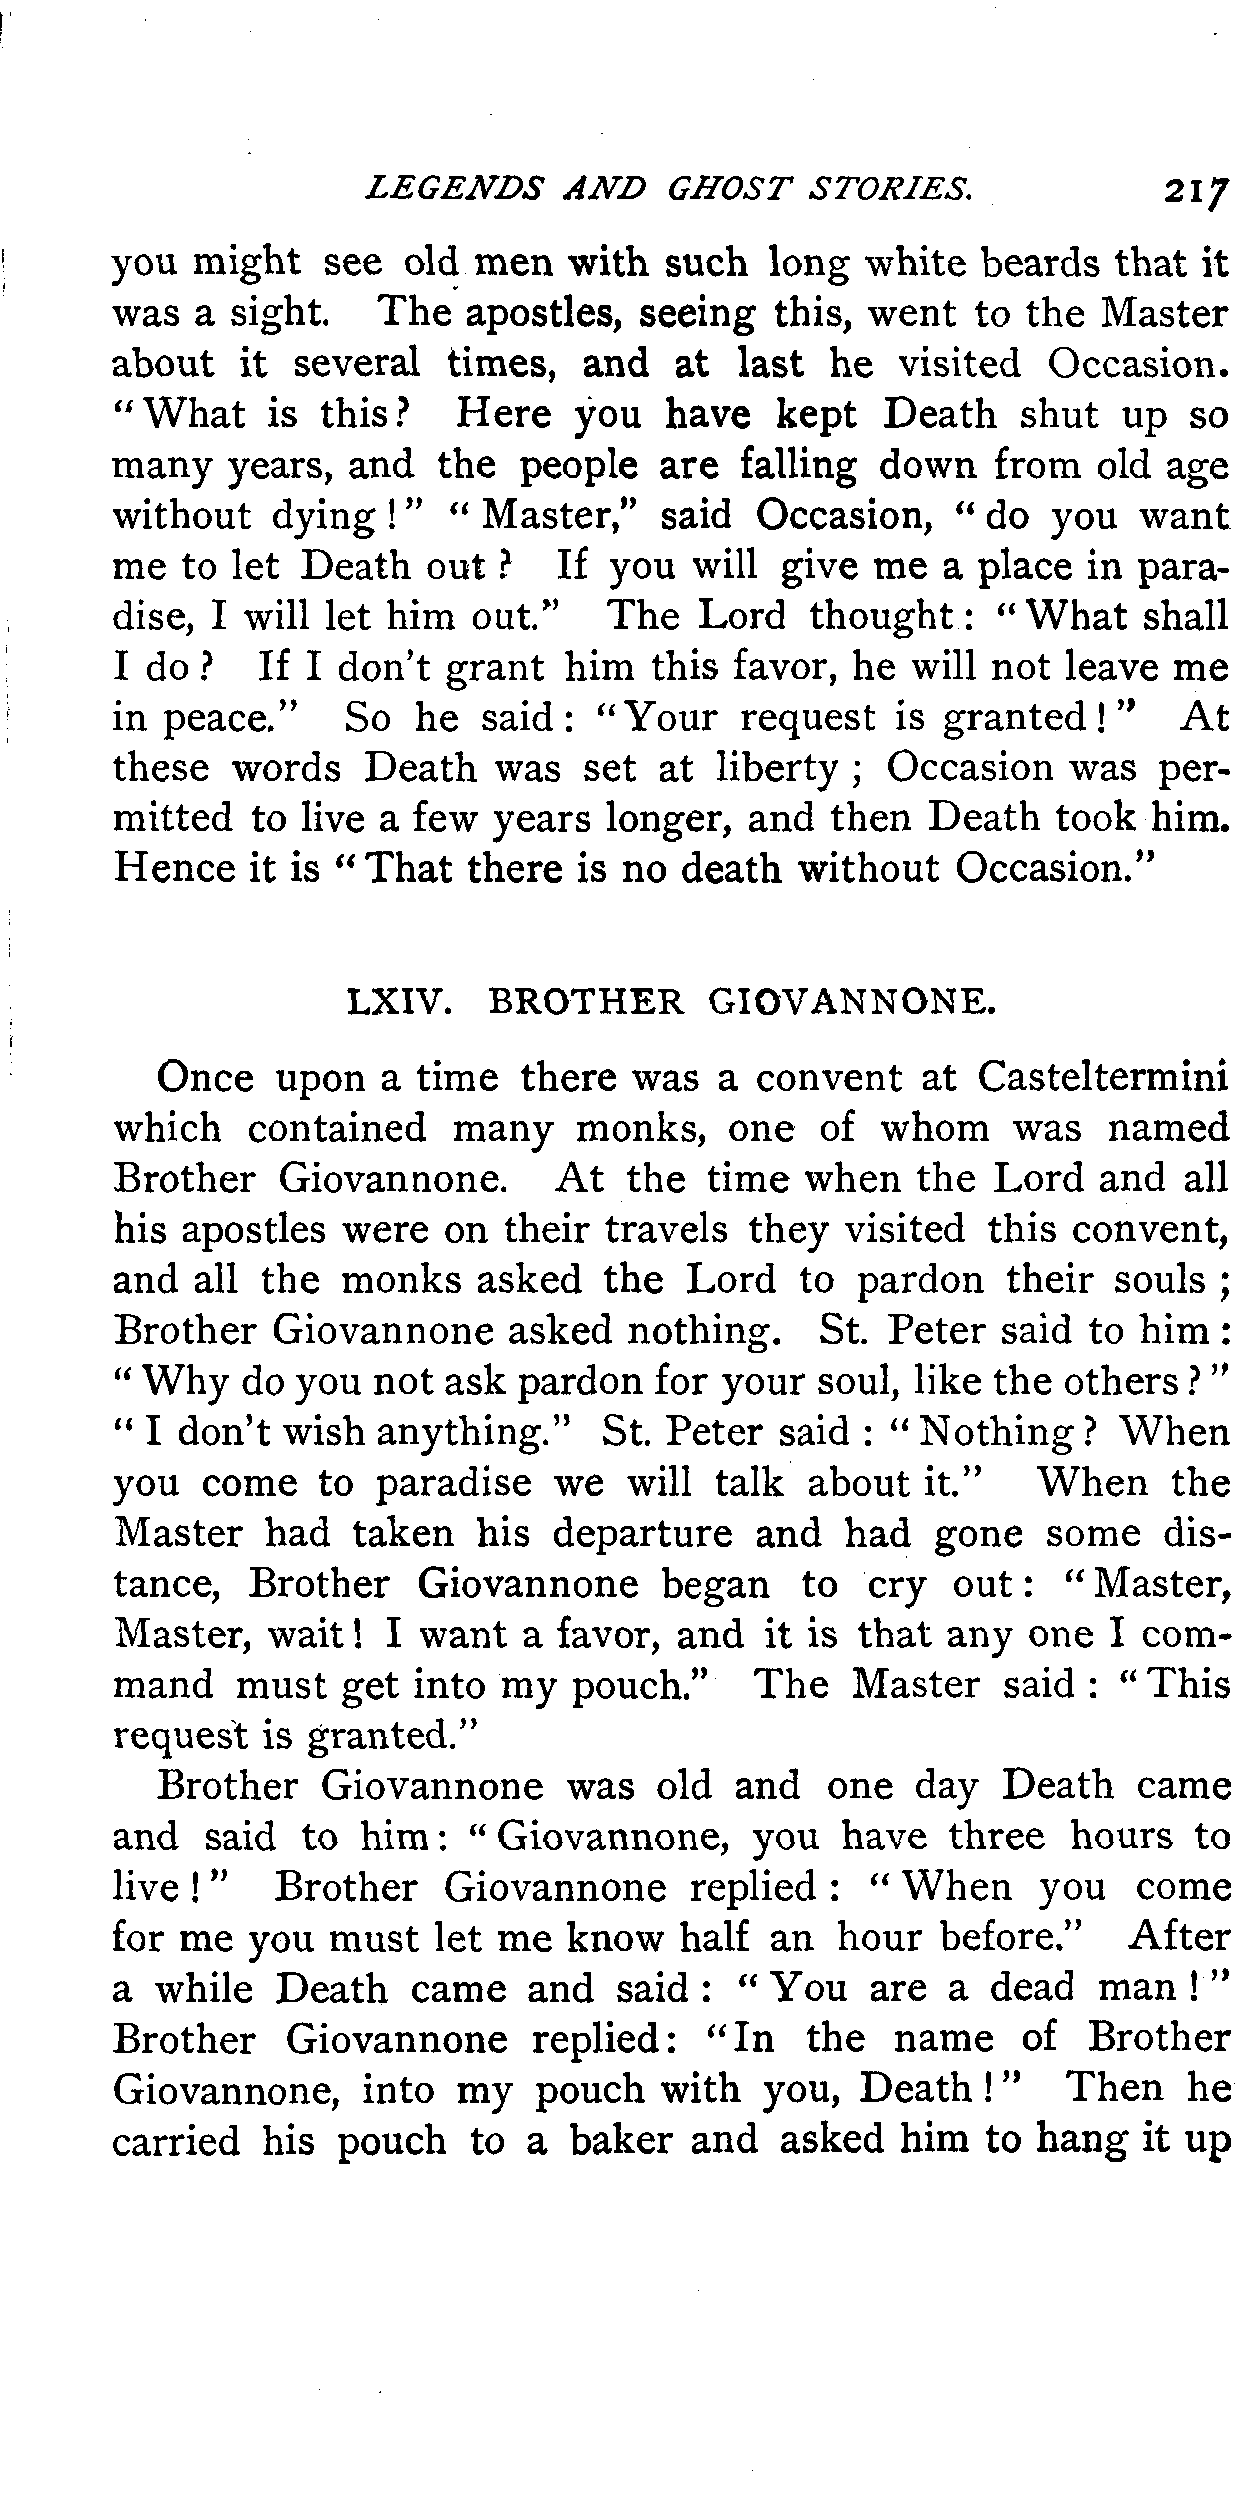 LEGENDS AND GHOST STORIES. 217
you might see old men with such long white beards that it
was a sight. The apostles, seeing this, went to the Master
about it several times, and at last he visited Occasion.
"What is this? Here you have kept Death shut up so
many years, and the people are falling down from old age
without dying!" "Master," said Occasion, "do you want
me to let Death out? If you will give me a place in para-
dise, I will let him out." The Lord thought: "What shall
I do? If I don't grant him this favor, he will not leave me
in peace." So he said: "Your request is granted!" At
these words Death was set at liberty; Occasion was per-
mitted to live a few years longer, and then Death took him.
Hence it is "That there is no death without Occasion."
LXIV. BROTHER GIOVANNONE.
Once upon a time there was a convent at Casteltermini
which contained many monks, one of whom was named
Brother Giovannone. At the time when the Lord and all
his apostles were on their travels they visited this convent,
and all the monks asked the Lord to pardon their souls;
Brother Giovannone asked nothing. St. Peter said to him:
"Why do you not ask pardon for your soul, like the others?"
"I don't wish anything." St. Peter said: "Nothing? When
you come to paradise we will talk about it." When the
Master had taken his departure and had gone some dis-
tance, Brother Giovannone began to cry out: "Master,
Master, wait! I want a favor, and it is that any one I com-
mand must get into my pouch." The Master said: "This
request is granted."
Brother Giovannone was old and one day Death came
and said to him: "Giovannone, you have three hours to
live!" Brother Giovannone replied: "When you come
for me you must let me know half an hour before." After
a while Death came and said: "You are a dead man!"
Brother Giovannone replied: "In the name of Brother
Giovannone, into my pouch with you, Death!" Then he
carried his pouch to a baker and asked him to hang it up